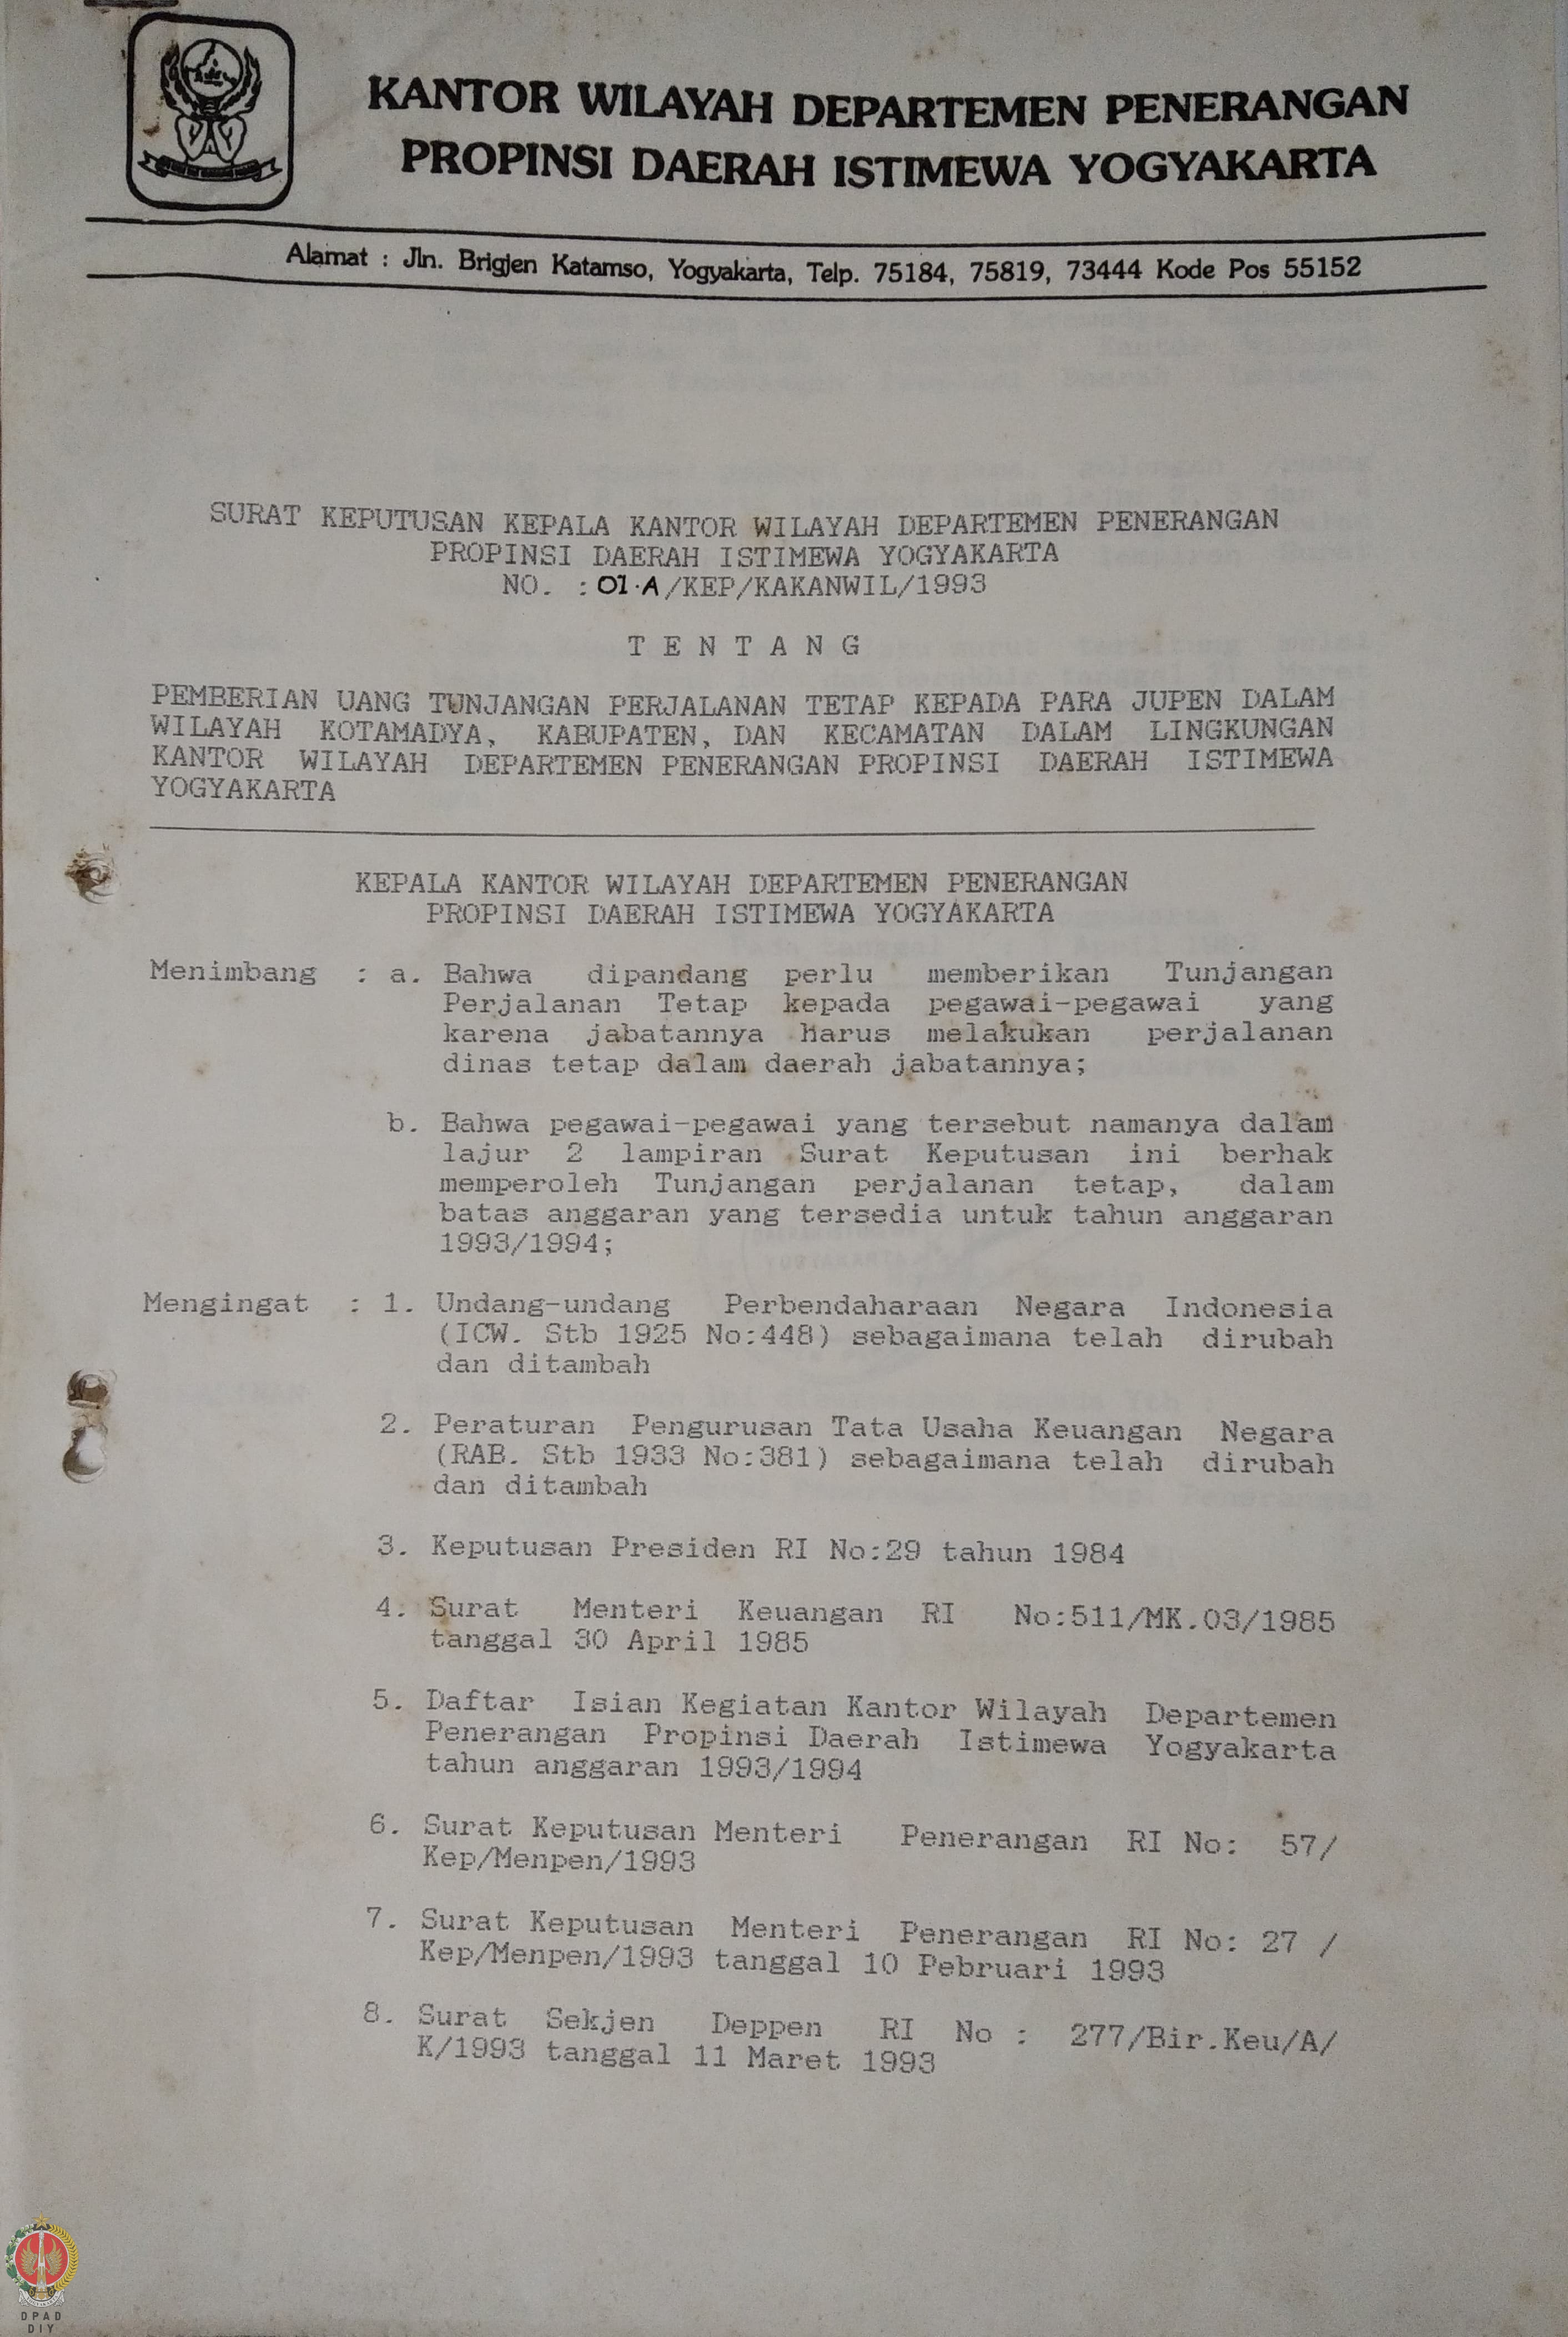 KANTOR WILAYAH DEPARTEMEN PENERANGAN
PROPINSI DAERAH ISTIMEWA YOGYAKARTA
Alamat : Jln. Brigjen Katamso, Yogyakarta, Telp. 75184, 75819, 73444 Kode Pos 55152
SURAT KEPUTUSAN KEPALA KANTOR WILAYAH DEPARTEMEN PENERANGAN
PROPINSI DAERAH ISTIMEWA YOGYAKARTA
NO. : 01.A/KEP/KAKANWIL/1993
T E N T A N G
PEMBERIAN UANG TUNJANGAN PERJALANAN TETAP KEPADA PARA JUPEN DALAM
WILAYAH KOTAMADYA, KABUPATEN, DAN KECAMATAN DALAM LINGKUNGAN
KANTOR WILAYAH DEPARTEMEN PENERANGAN PROPINSI DAERAH ISTIMEWA
YOGYAKARTA
KEPALA KANTOR WILAYAH DEPARTEMEN PENERANGAN
PROPINSI DAERAH ISTIMEWA YOGYAKARTA
Menimbang : a. Bahwa dipandang perlu memberikan Tunjangan
Perjalanan Tetap kepada pegawai-pegawai yang
karena jabatannya harus melakukan perjalanan
dinas tetap dalam daerah jabatannya;
b. Bahwa pegawai-pegawai yang tersebut namanya dalam
lajur 2 lampiran Surat Keputusan ini berhak
memperoleh Tunjangan perjalanan tetap, dalam
batas anggaran yang tersedia untuk tahun anggaran
1993/1994;
Mengingat : 1. Undang-undang Perbendaharaan Negara Indonesia
(ICW. Stb 1925 No:448) sebagaimana telah dirubah
dan ditambah
2. Peraturan Pengurusan Tata Usaha Keuangan Negara
(RAB. Stb 1933 No:381) sebagaimana telah dirubah
dan ditambah
3. Keputusan Presiden RI No:29 tahun 1984
4. Surat Menteri Keuangan RI No:511/MK.03/1985
tanggal 30 April 1985
5. Daftar Isian Kegiatan Kantor Wilayah Departemen
Penerangan Propinsi Daerah Istimewa Yogyakarta
tahun anggaran 1993/1994
6. Surat Keputusan Menteri Penerangan RI No: 57/
Kep/Menpen/1993
7. Surat Keputusan Menteri Penerangan RI No: 27 /
Kep/Menpen/1993 tanggal 10 Pebruari 1993
8. Surat Sekjen Deppen RI No : 277/Bir.Keu/A/
K/1993 tanggal 11 Maret 1993
DPAD
DIY